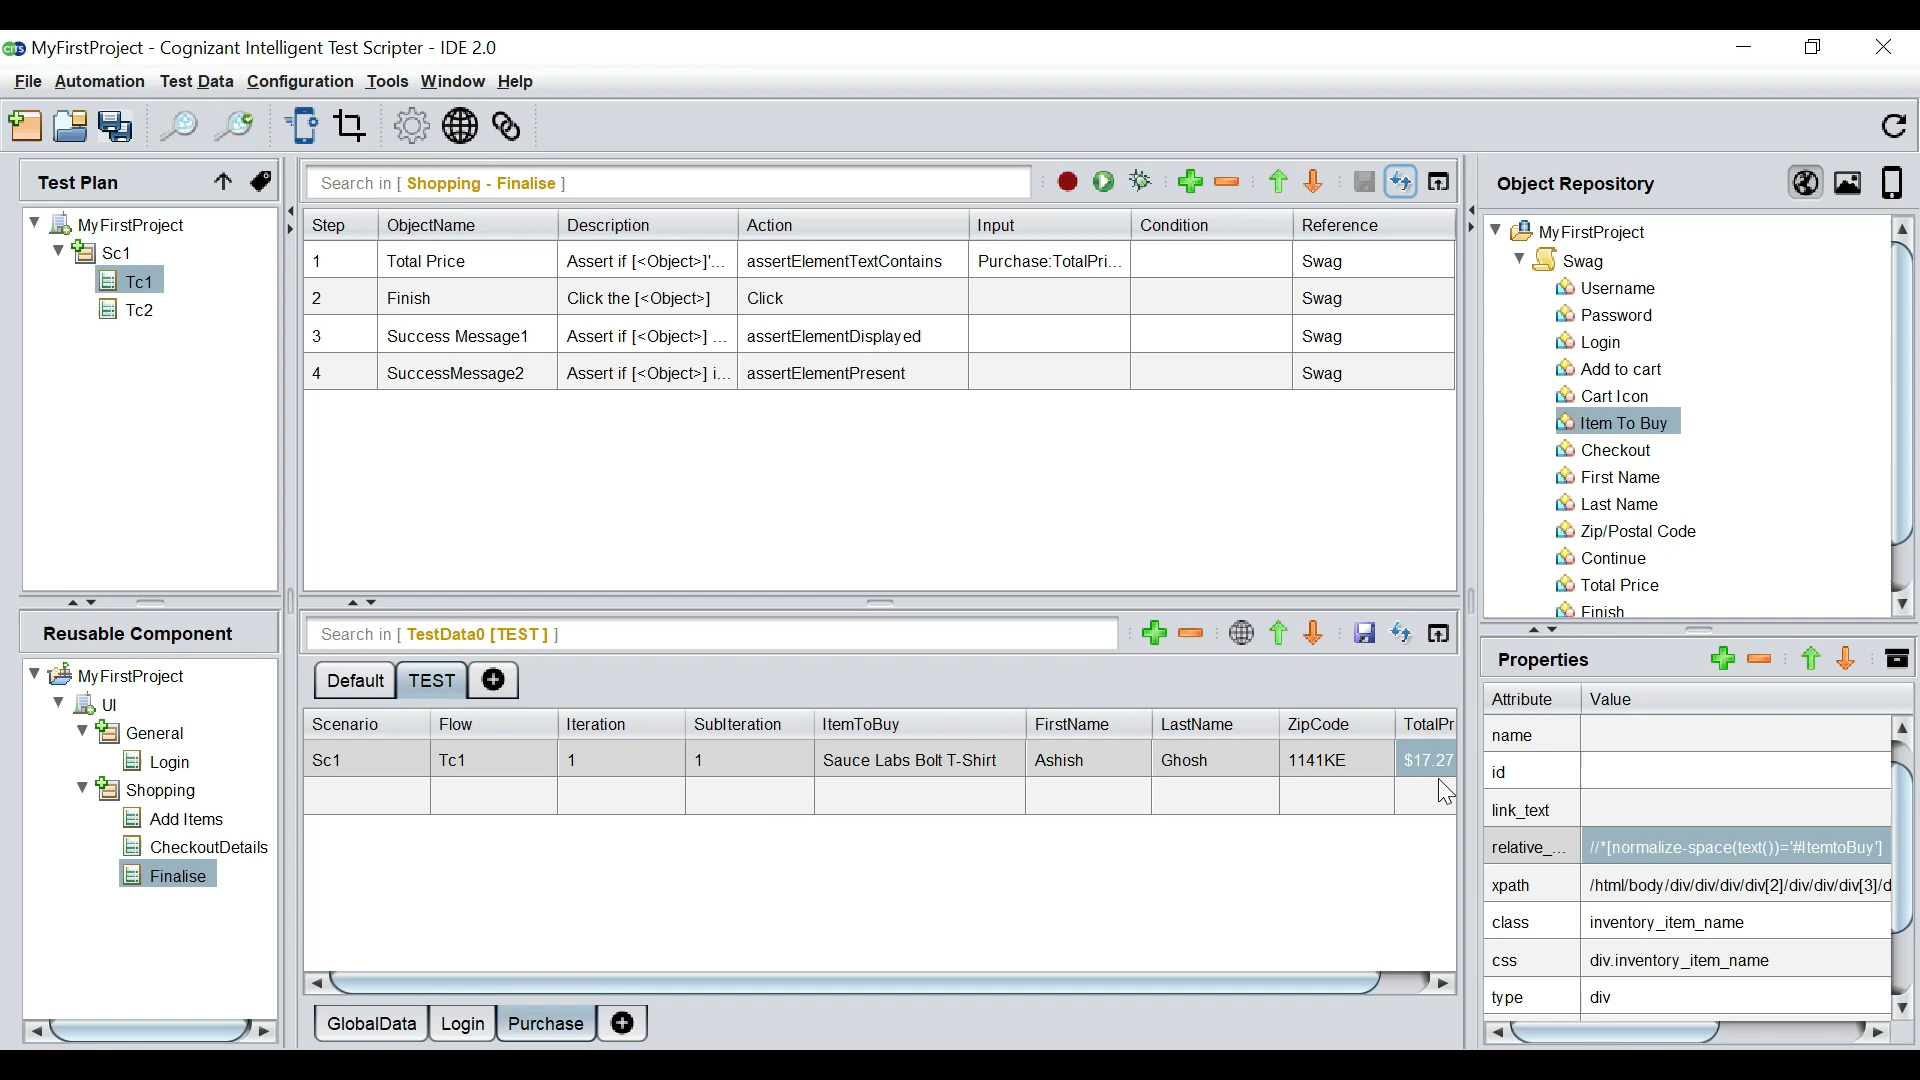 CITS MyFirstProject - Cognizant Intelligent Test Scripter - IDE 2.0
File Automation Test Data Configuration Tools Window Help
Test Plan
MyFirstProject
Sc1
Tc1
Tc2
Search in [ Shopping - Finalise ]
Step ObjectName Description Action Input Condition Reference
1 Total Price Assert if [<Object>]'... assertElementTextContains Purchase:TotalPri... Swag
2 Finish Click the [<Object>] Click Swag
3 Success Message1 Assert if [<Object>] ... assertElementDisplayed Swag
4 SuccessMessage2 Assert if [<Object>] i... assertElementPresent Swag
Object Repository
MyFirstProject
Swag
Username
Password
Login
Add to cart
Cart Icon
Item To Buy
Checkout
First Name
Last Name
Zip/Postal Code
Continue
Total Price
Finish
Reusable Component
MyFirstProject
UI
General
Login
Shopping
Add Items
CheckoutDetails
Finalise
Search in [ TestData0 [TEST] ]
Default TEST
Scenario Flow Iteration SubIteration ItemToBuy FirstName LastName ZipCode TotalPr
Sc1 Tc1 1 1 Sauce Labs Bolt T-Shirt Ashish Ghosh 1141KE $17.27
GlobalData Login Purchase
Properties
Attribute Value
name
id
link_text
relative_... //*[normalize-space(text())='#ItemtoBuy']
xpath /html/body/div/div/div/div[2]/div/div/div[3]/d
class inventory_item_name
css div.inventory_item_name
type div